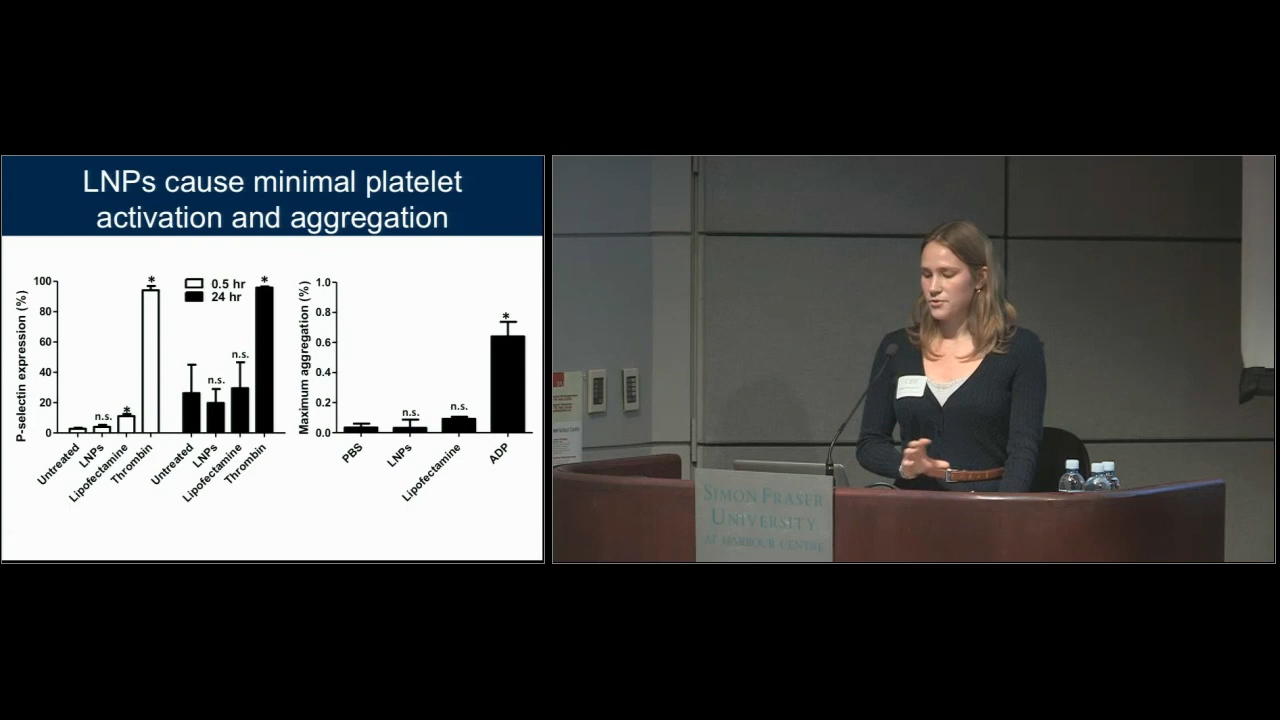 LNPs cause minimal platelet
activation and aggregation
P-selectin expression (%)
100
80
60
40
20
0
n.s.
*
*
0.5 hr
24 hr
n.s.
n.s.
*
Untreated
LNPs
Lipofectamine
Thrombin
Untreated
LNPs
Lipofectamine
Thrombin
Maximum aggregation (%)
1.0
0.8
0.6
0.4
0.2
0.0
n.s.
n.s.
*
PBS
LNPs
Lipofectamine
ADP
SIMON FRASER
UNIVERSITY
AT HARBOUR CENTRE